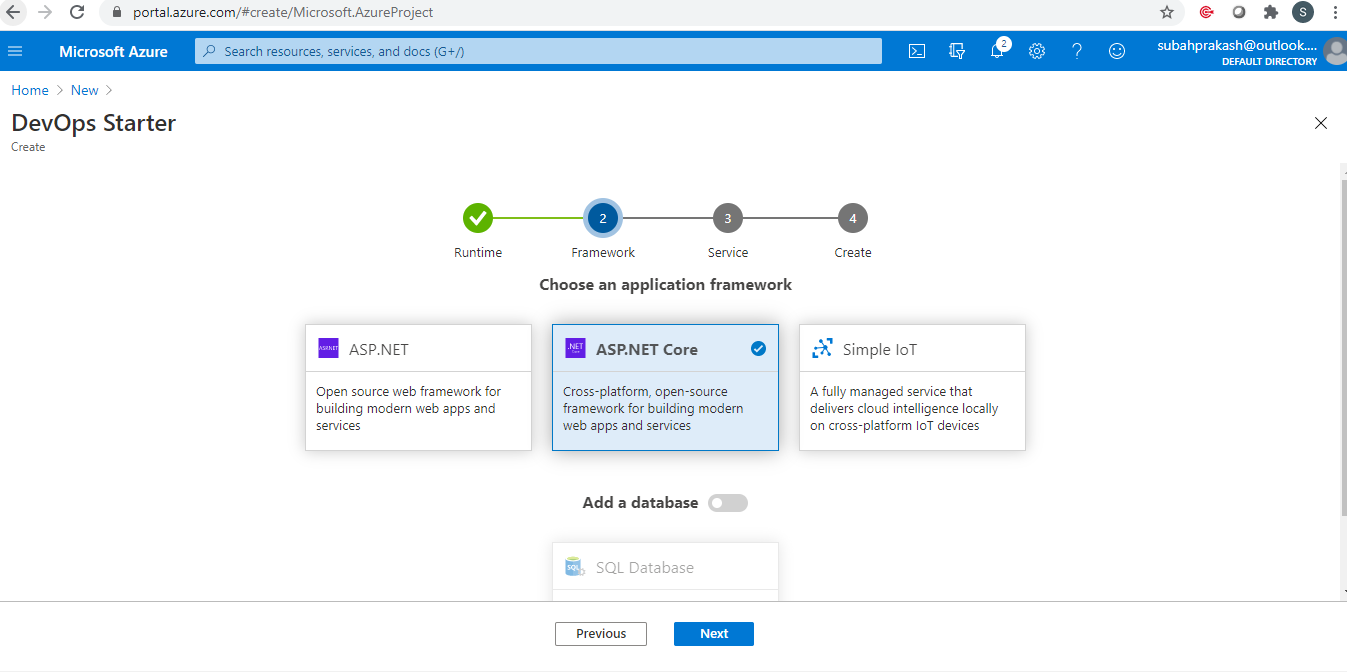 portal.azure.com/#create/Microsoft.AzureProject
S
Microsoft Azure
Search resources, services, and docs (G+/)
2
subahprakash@outlook....
DEFAULT DIRECTORY
Home > New >
DevOps Starter
Create
2 3 4
Runtime Framework Service Create
Choose an application framework
ASP.NET
Open source web framework for
building modern web apps and
services
.NET Core
ASP.NET Core
Cross-platform, open-source
framework for building modern
web apps and services
Simple IoT
A fully managed service that
delivers cloud intelligence locally
on cross-platform IoT devices
Add a database
SQL
SQL Database
Previous Next